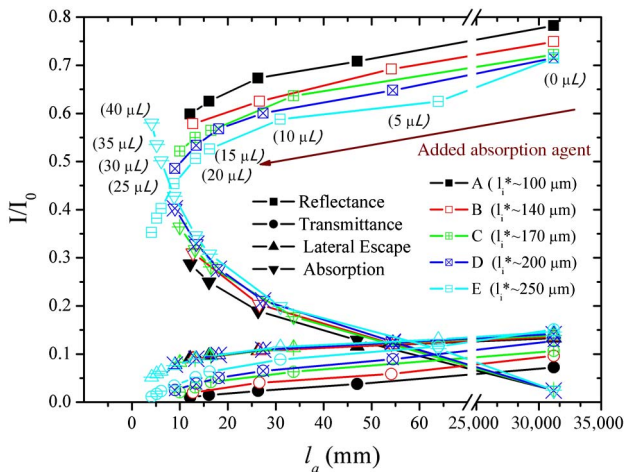 I/I₀
0.8
0.7
0.6
0.5
0.4
0.3
0.2
0.1
0.0
(40 μL)
(35 μL)
(30 μL)
(25 μL)
(20 μL)
(15 μL)
(10 μL)
(5 μL)
(0 μL)
Added absorption agent
Reflectance
Transmittance
Lateral Escape
Absorption
A (lᵢ*~100 μm)
B (lᵢ*~140 μm)
C (lᵢ*~170 μm)
D (lᵢ*~200 μm)
E (lᵢ*~250 μm)
0 10 20 30 40 50 60 25,000 30,000 35,000
lₐ (mm)